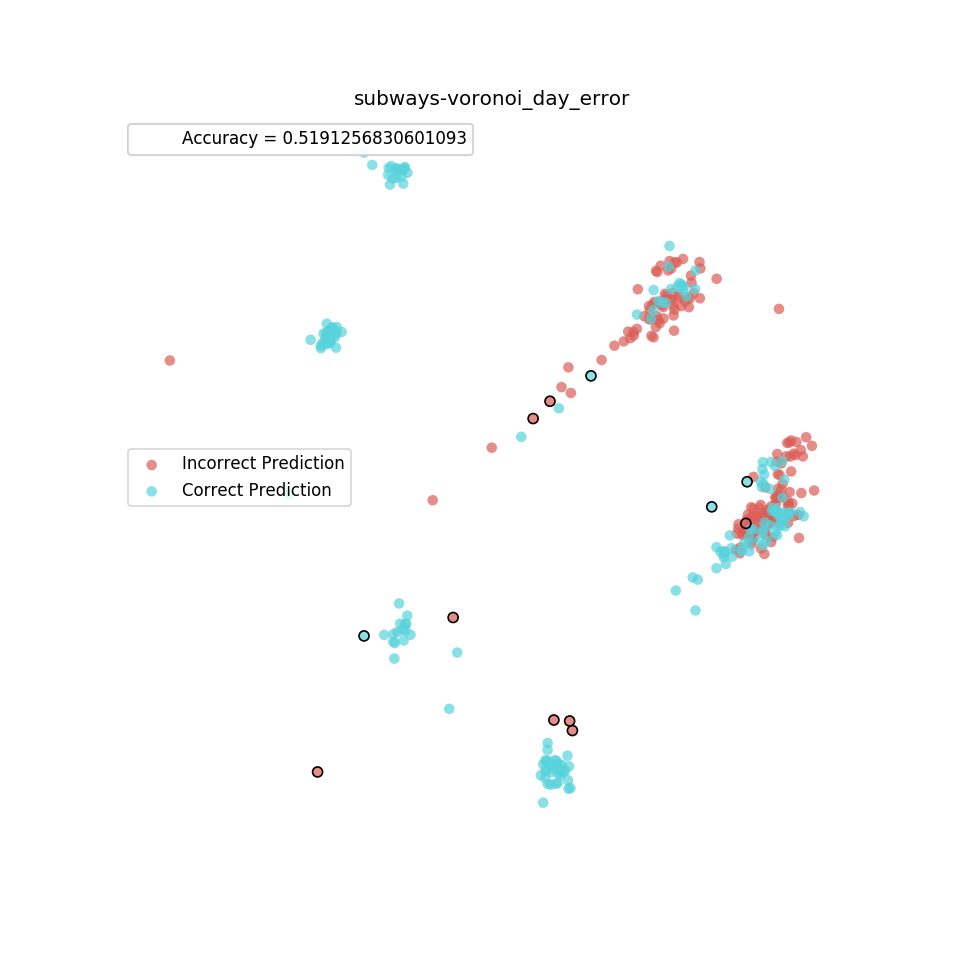 subways-voronoi_day_error
Accuracy = 0.5191256830601093
Incorrect Prediction
Correct Prediction